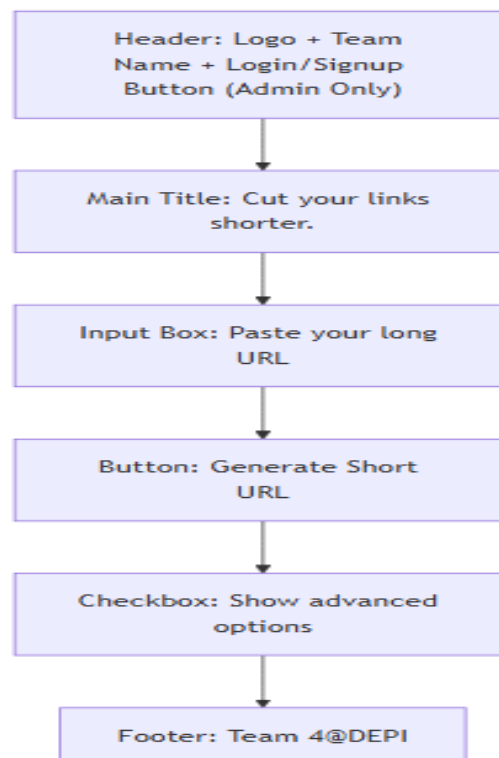 Header: Logo + Team
Name + Login/Signup
Button (Admin Only)
Main Title: Cut your links
shorter.
Input Box: Paste your long
URL
Button: Generate Short
URL
Checkbox: Show advanced
options
Footer: Team 4@DEPI